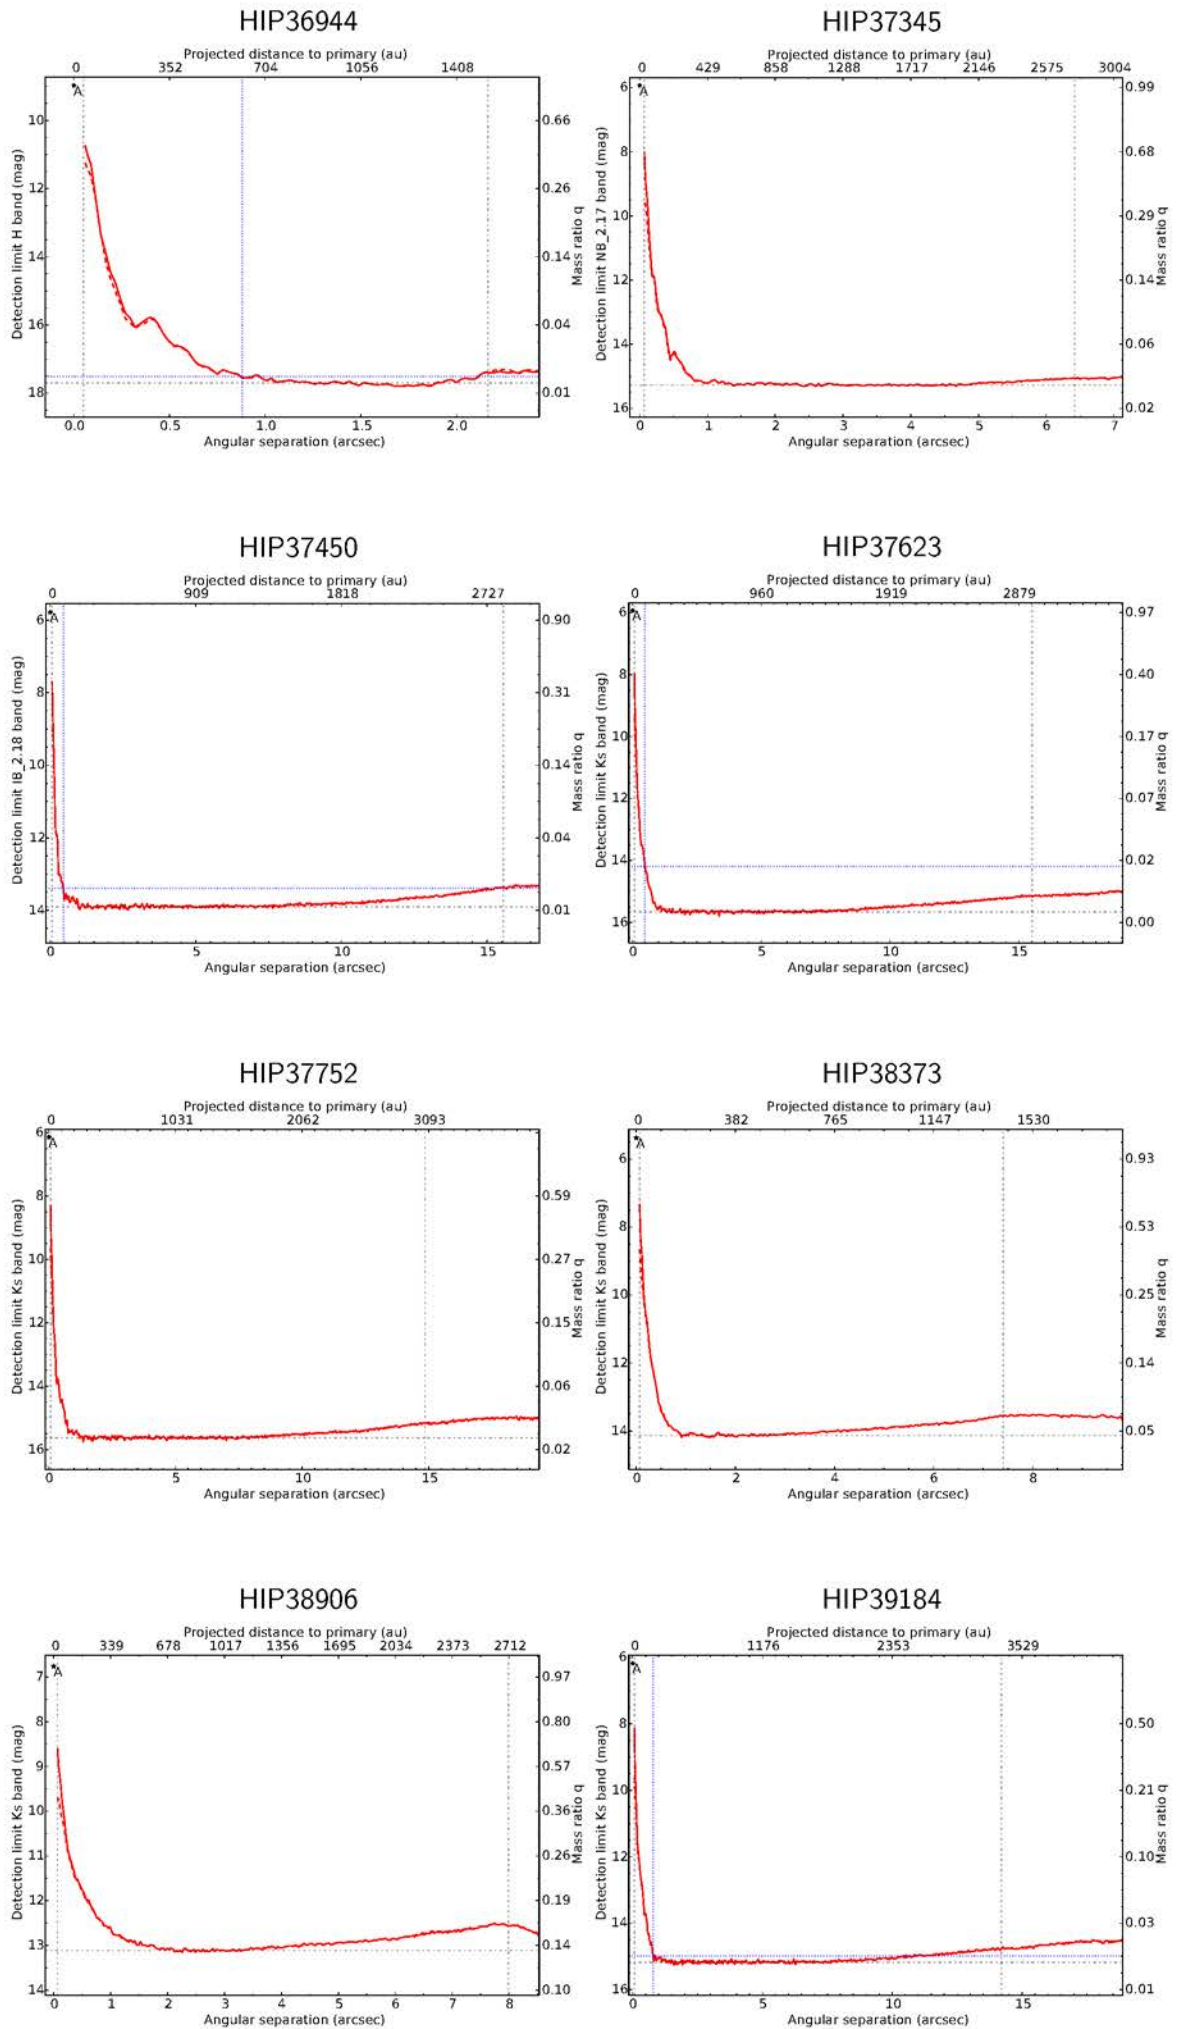 HIP36944
Projected distance to primary (au)
0 352 704 1056 1408
A
Detection limit H band (mag)
10
12
14
16
18
0.66
0.26
0.14
0.04
0.01
Mass ratio q
0.0 0.5 1.0 1.5 2.0
Angular separation (arcsec)
HIP37345
Projected distance to primary (au)
0 429 858 1288 1717 2146 2575 3004
A
Detection limit NB_2.17 band (mag)
6
8
10
12
14
16
0.99
0.68
0.29
0.14
0.06
0.02
Mass ratio q
0 1 2 3 4 5 6 7
Angular separation (arcsec)
HIP37450
Projected distance to primary (au)
0 909 1818 2727
A
Detection limit IB_2.18 band (mag)
6
8
10
12
14
0.90
0.31
0.14
0.04
0.01
Mass ratio q
0 5 10 15
Angular separation (arcsec)
HIP37623
Projected distance to primary (au)
0 960 1919 2879
A
Detection limit Ks band (mag)
6
8
10
12
14
16
0.97
0.40
0.17
0.07
0.02
0.00
Mass ratio q
0 5 10 15
Angular separation (arcsec)
HIP37752
Projected distance to primary (au)
0 1031 2062 3093
A
Detection limit Ks band (mag)
6
8
10
12
14
16
0.59
0.27
0.15
0.06
0.02
Mass ratio q
0 5 10 15
Angular separation (arcsec)
HIP38373
Projected distance to primary (au)
0 382 765 1147 1530
A
Detection limit Ks band (mag)
6
8
10
12
14
0.93
0.53
0.25
0.14
0.05
Mass ratio q
0 2 4 6 8
Angular separation (arcsec)
HIP38906
Projected distance to primary (au)
0 339 678 1017 1356 1695 2034 2373 2712
A
Detection limit Ks band (mag)
7
8
9
10
11
12
13
14
0.97
0.80
0.57
0.36
0.26
0.19
0.14
0.10
Mass ratio q
0 1 2 3 4 5 6 7 8
Angular separation (arcsec)
HIP39184
Projected distance to primary (au)
0 1176 2353 3529
A
Detection limit Ks band (mag)
6
8
10
12
14
16
0.50
0.21
0.10
0.03
0.01
Mass ratio q
0 5 10 15
Angular separation (arcsec)